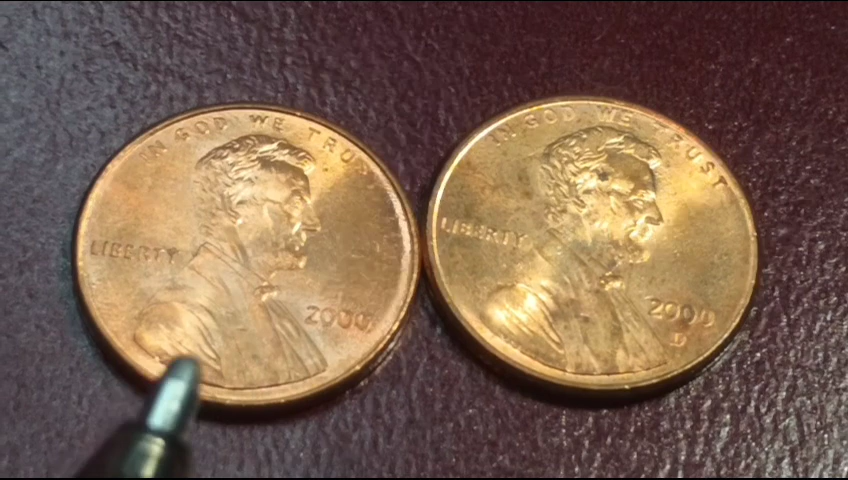 IN GOD WE TRUST
LIBERTY
2000
IN GOD WE TRUST
LIBERTY
2000
D